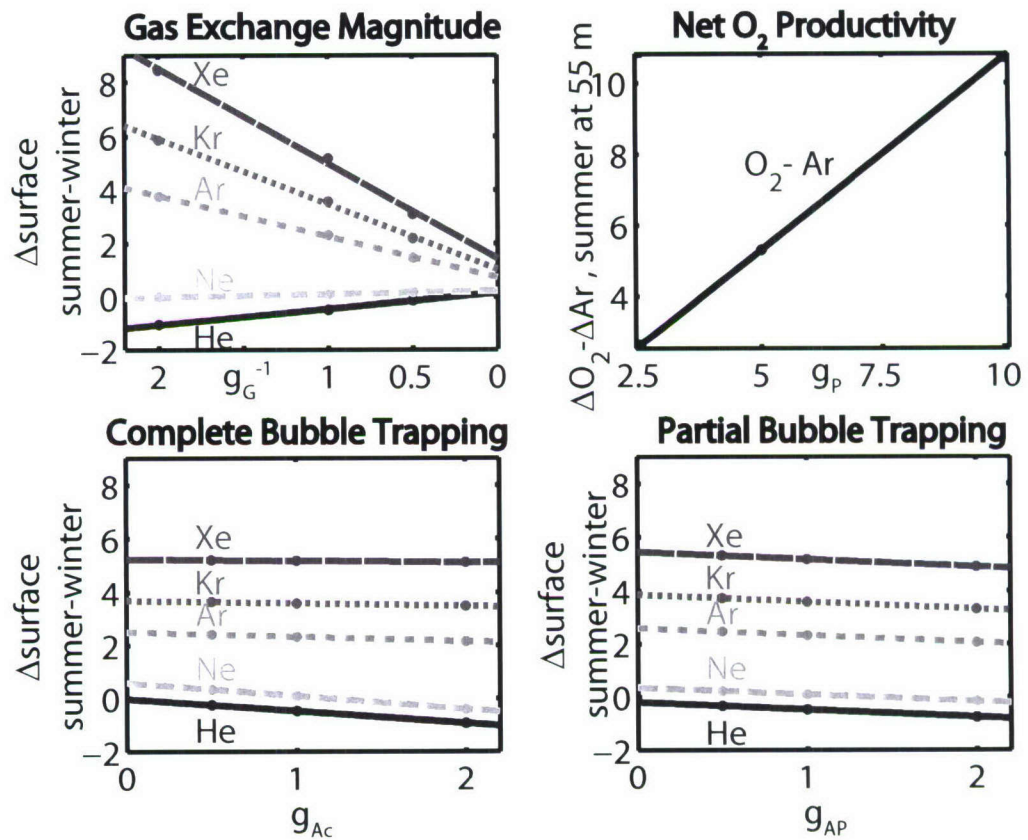 Gas Exchange Magnitude
Δsurface
summer-winter
8
6
4
2
0
−2
Xe
Kr
Ar
Ne
He
2
g_G^-1
1
0.5
0
Net O₂ Productivity
ΔO₂-ΔAr , summer at 55 m
10
8
6
4
O₂- Ar
2.5
5
g_P
7.5
10
Complete Bubble Trapping
Δsurface
summer-winter
8
6
4
2
0
−2
Xe
Kr
Ar
Ne
He
0
1
2
g_Ac
Partial Bubble Trapping
Δsurface
summer-winter
8
6
4
2
0
−2
Xe
Kr
Ar
Ne
He
0
1
2
g_AP